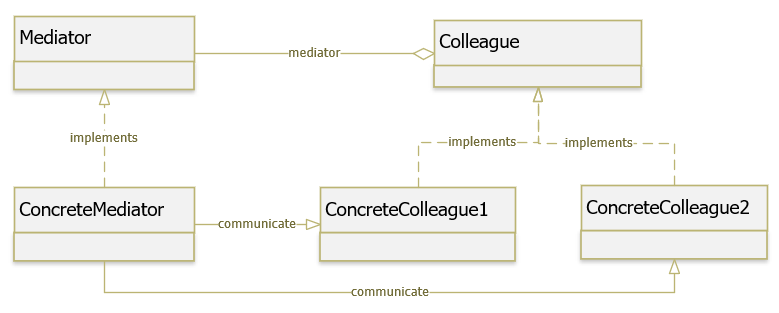 Mediator
mediator
Colleague
implements
implements
implements
ConcreteMediator
communicate
ConcreteColleague1
ConcreteColleague2
communicate